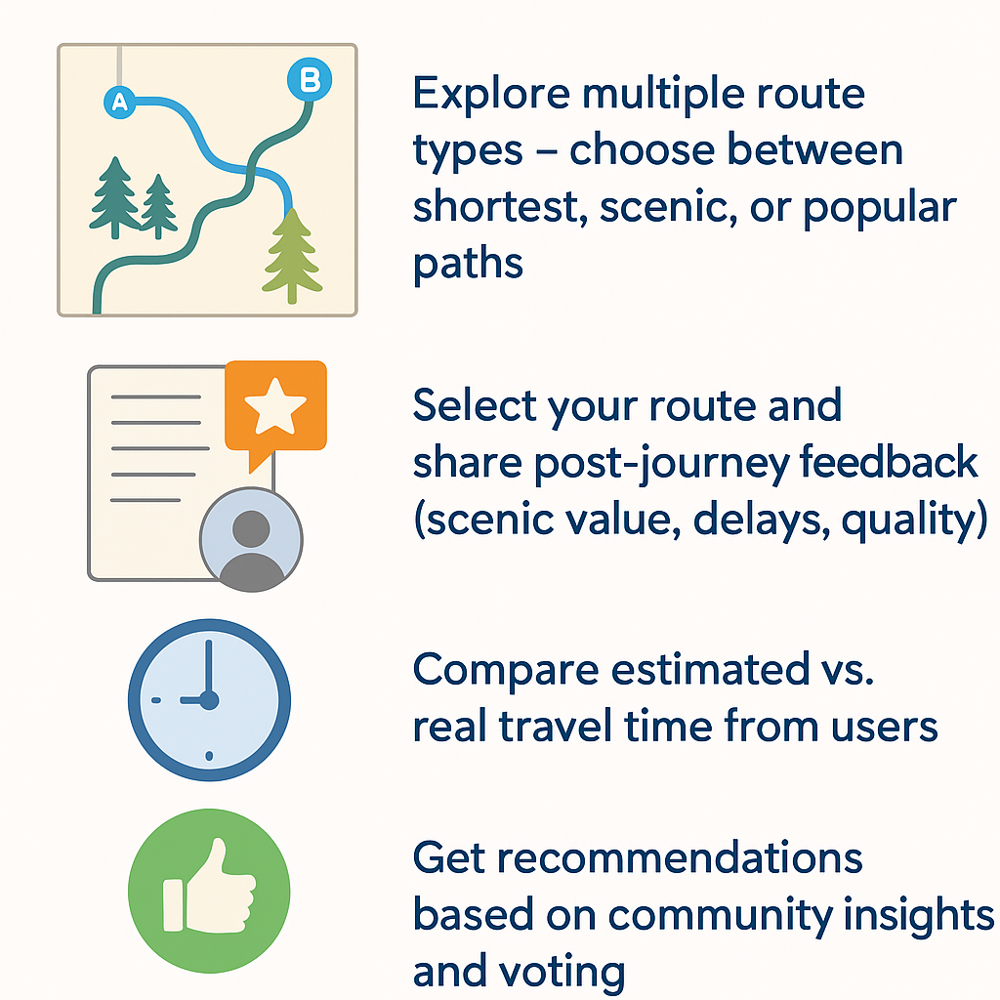 A
B
Explore multiple route
types – choose between
shortest, scenic, or popular
paths
Select your route and
share post-journey feedback
(scenic value, delays, quality)
Compare estimated vs.
real travel time from users
Get recommendations
based on community insights
and voting